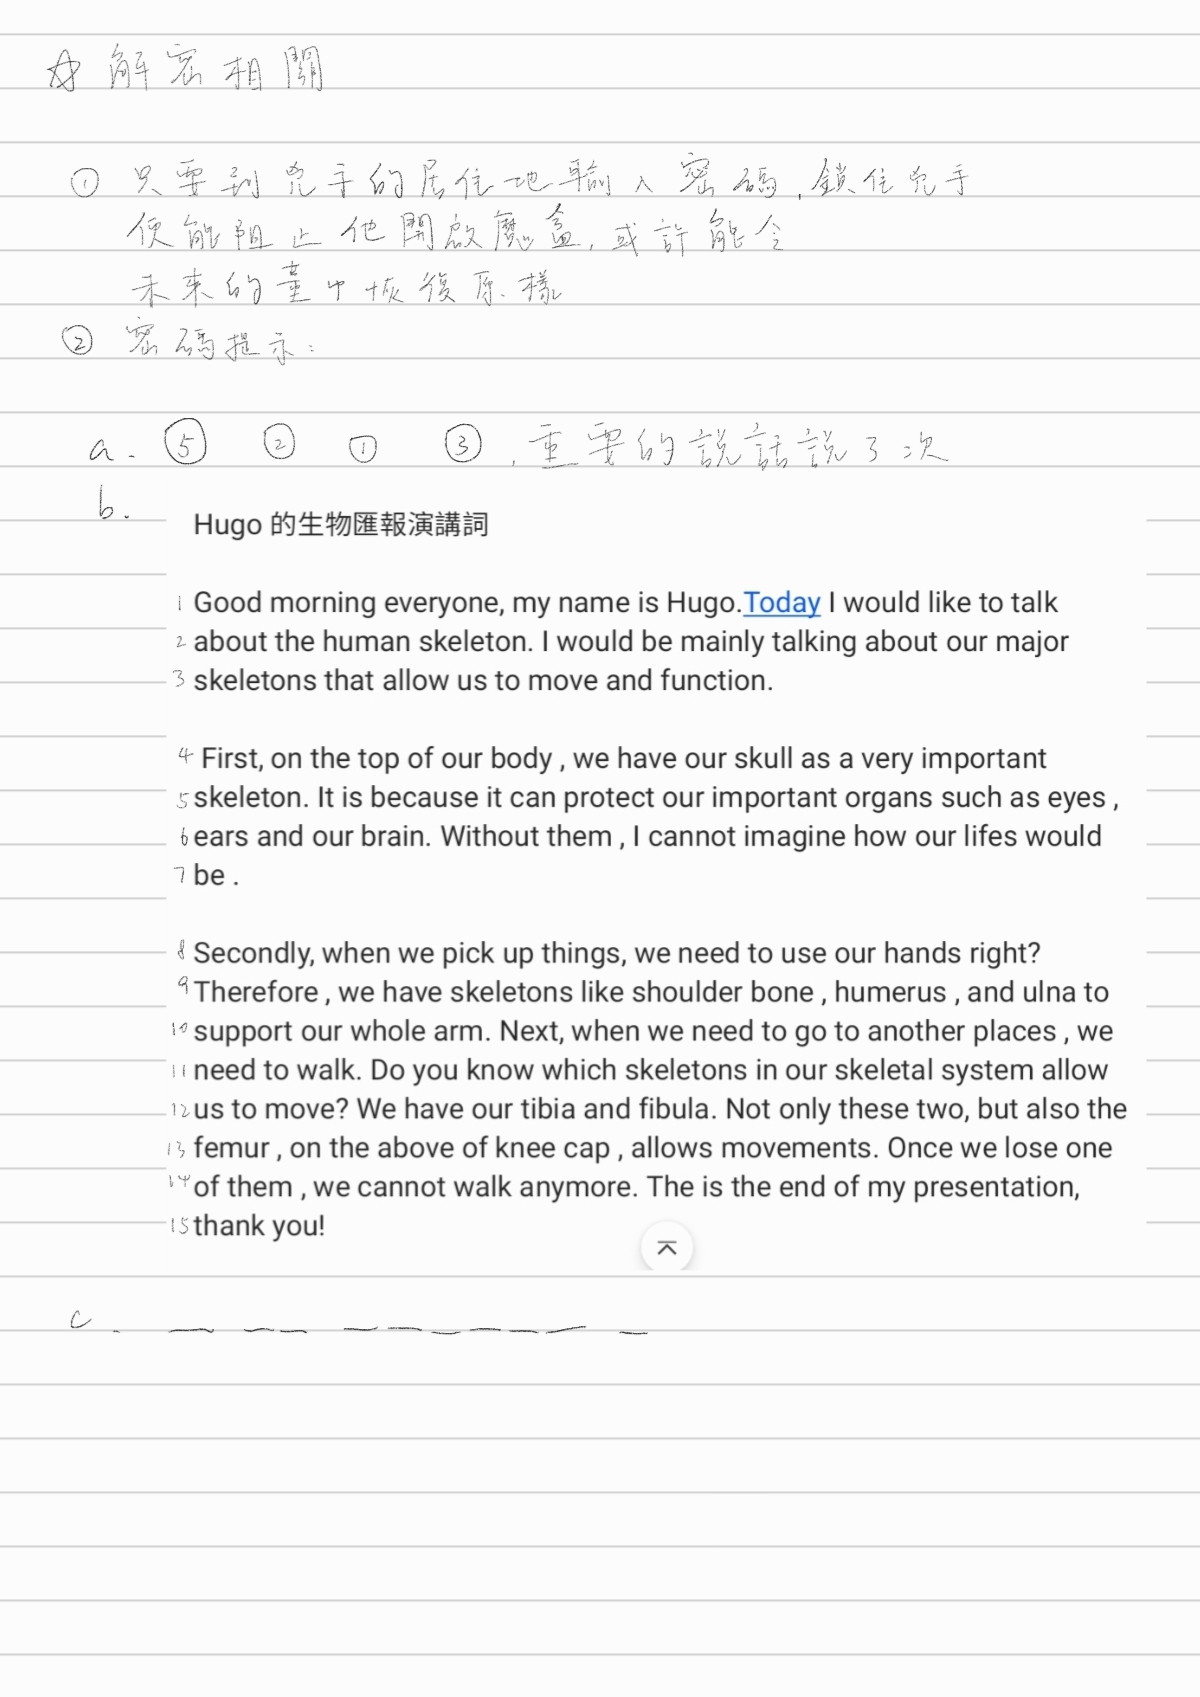 ☆ 解密相關
① 只要到兇手的居住地輸入密碼,鎖住兇手
便能阻止他開啟魔盒,或許能令
未來的童中恢復原樣
② 密碼提示:
a. ⑤ ② ① ③ , 重要的說話說了次
b.
Hugo 的生物匯報演講詞
1 Good morning everyone, my name is Hugo.Today I would like to talk
2 about the human skeleton. I would be mainly talking about our major
3 skeletons that allow us to move and function.
4 First, on the top of our body , we have our skull as a very important
5 skeleton. It is because it can protect our important organs such as eyes ,
6 ears and our brain. Without them , I cannot imagine how our lifes would
7 be .
8 Secondly, when we pick up things, we need to use our hands right?
9 Therefore , we have skeletons like shoulder bone , humerus , and ulna to
10 support our whole arm. Next, when we need to go to another places , we
11 need to walk. Do you know which skeletons in our skeletal system allow
12 us to move? We have our tibia and fibula. Not only these two, but also the
13 femur , on the above of knee cap , allows movements. Once we lose one
14 of them , we cannot walk anymore. The is the end of my presentation,
15 thank you!
c. _ _ _ _ _ _ _ _ _ _